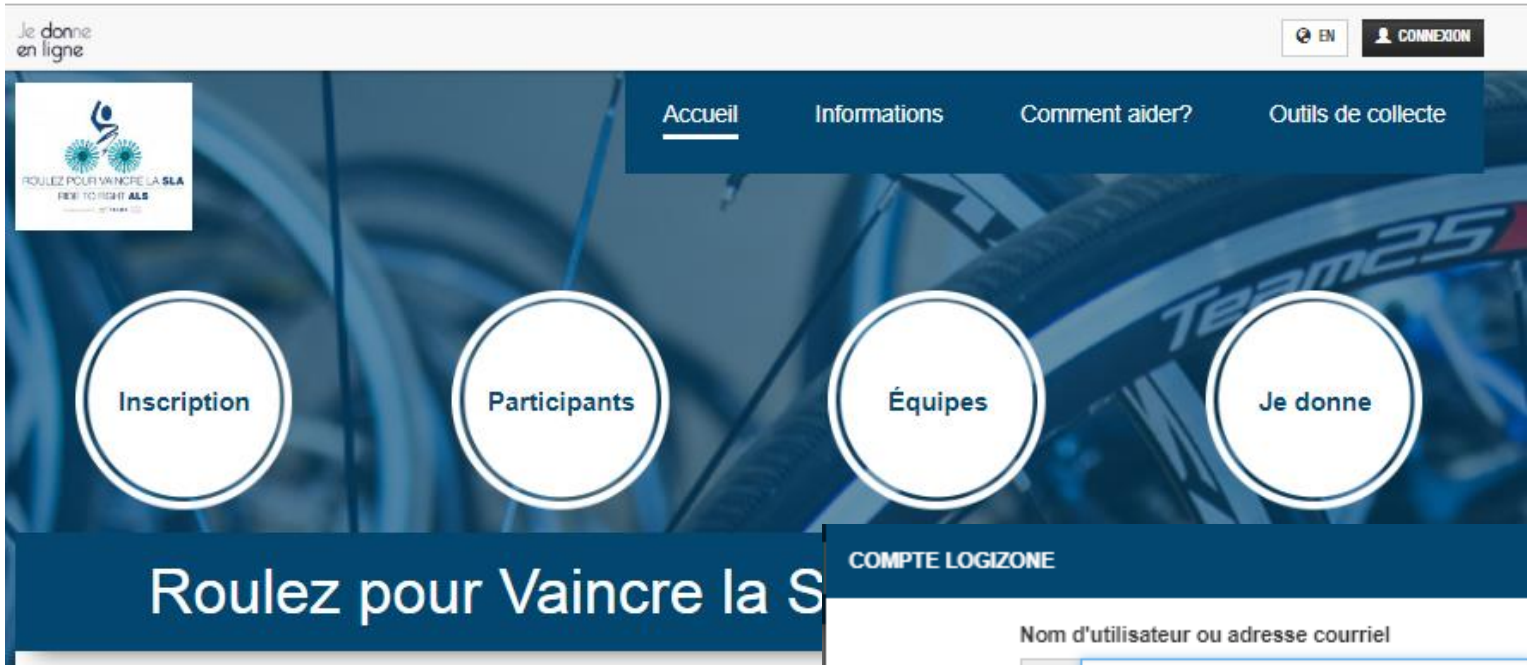 Je donne
en ligne
EN
CONNEXION
ROULEZ POUR VAINCRE LA SLA
RIDE TO FIGHT ALS
Accueil
Informations
Comment aider?
Outils de collecte
Team25
Inscription
Participants
Équipes
Je donne
Roulez pour Vaincre la S
COMPTE LOGIZONE
Nom d'utilisateur ou adresse courriel